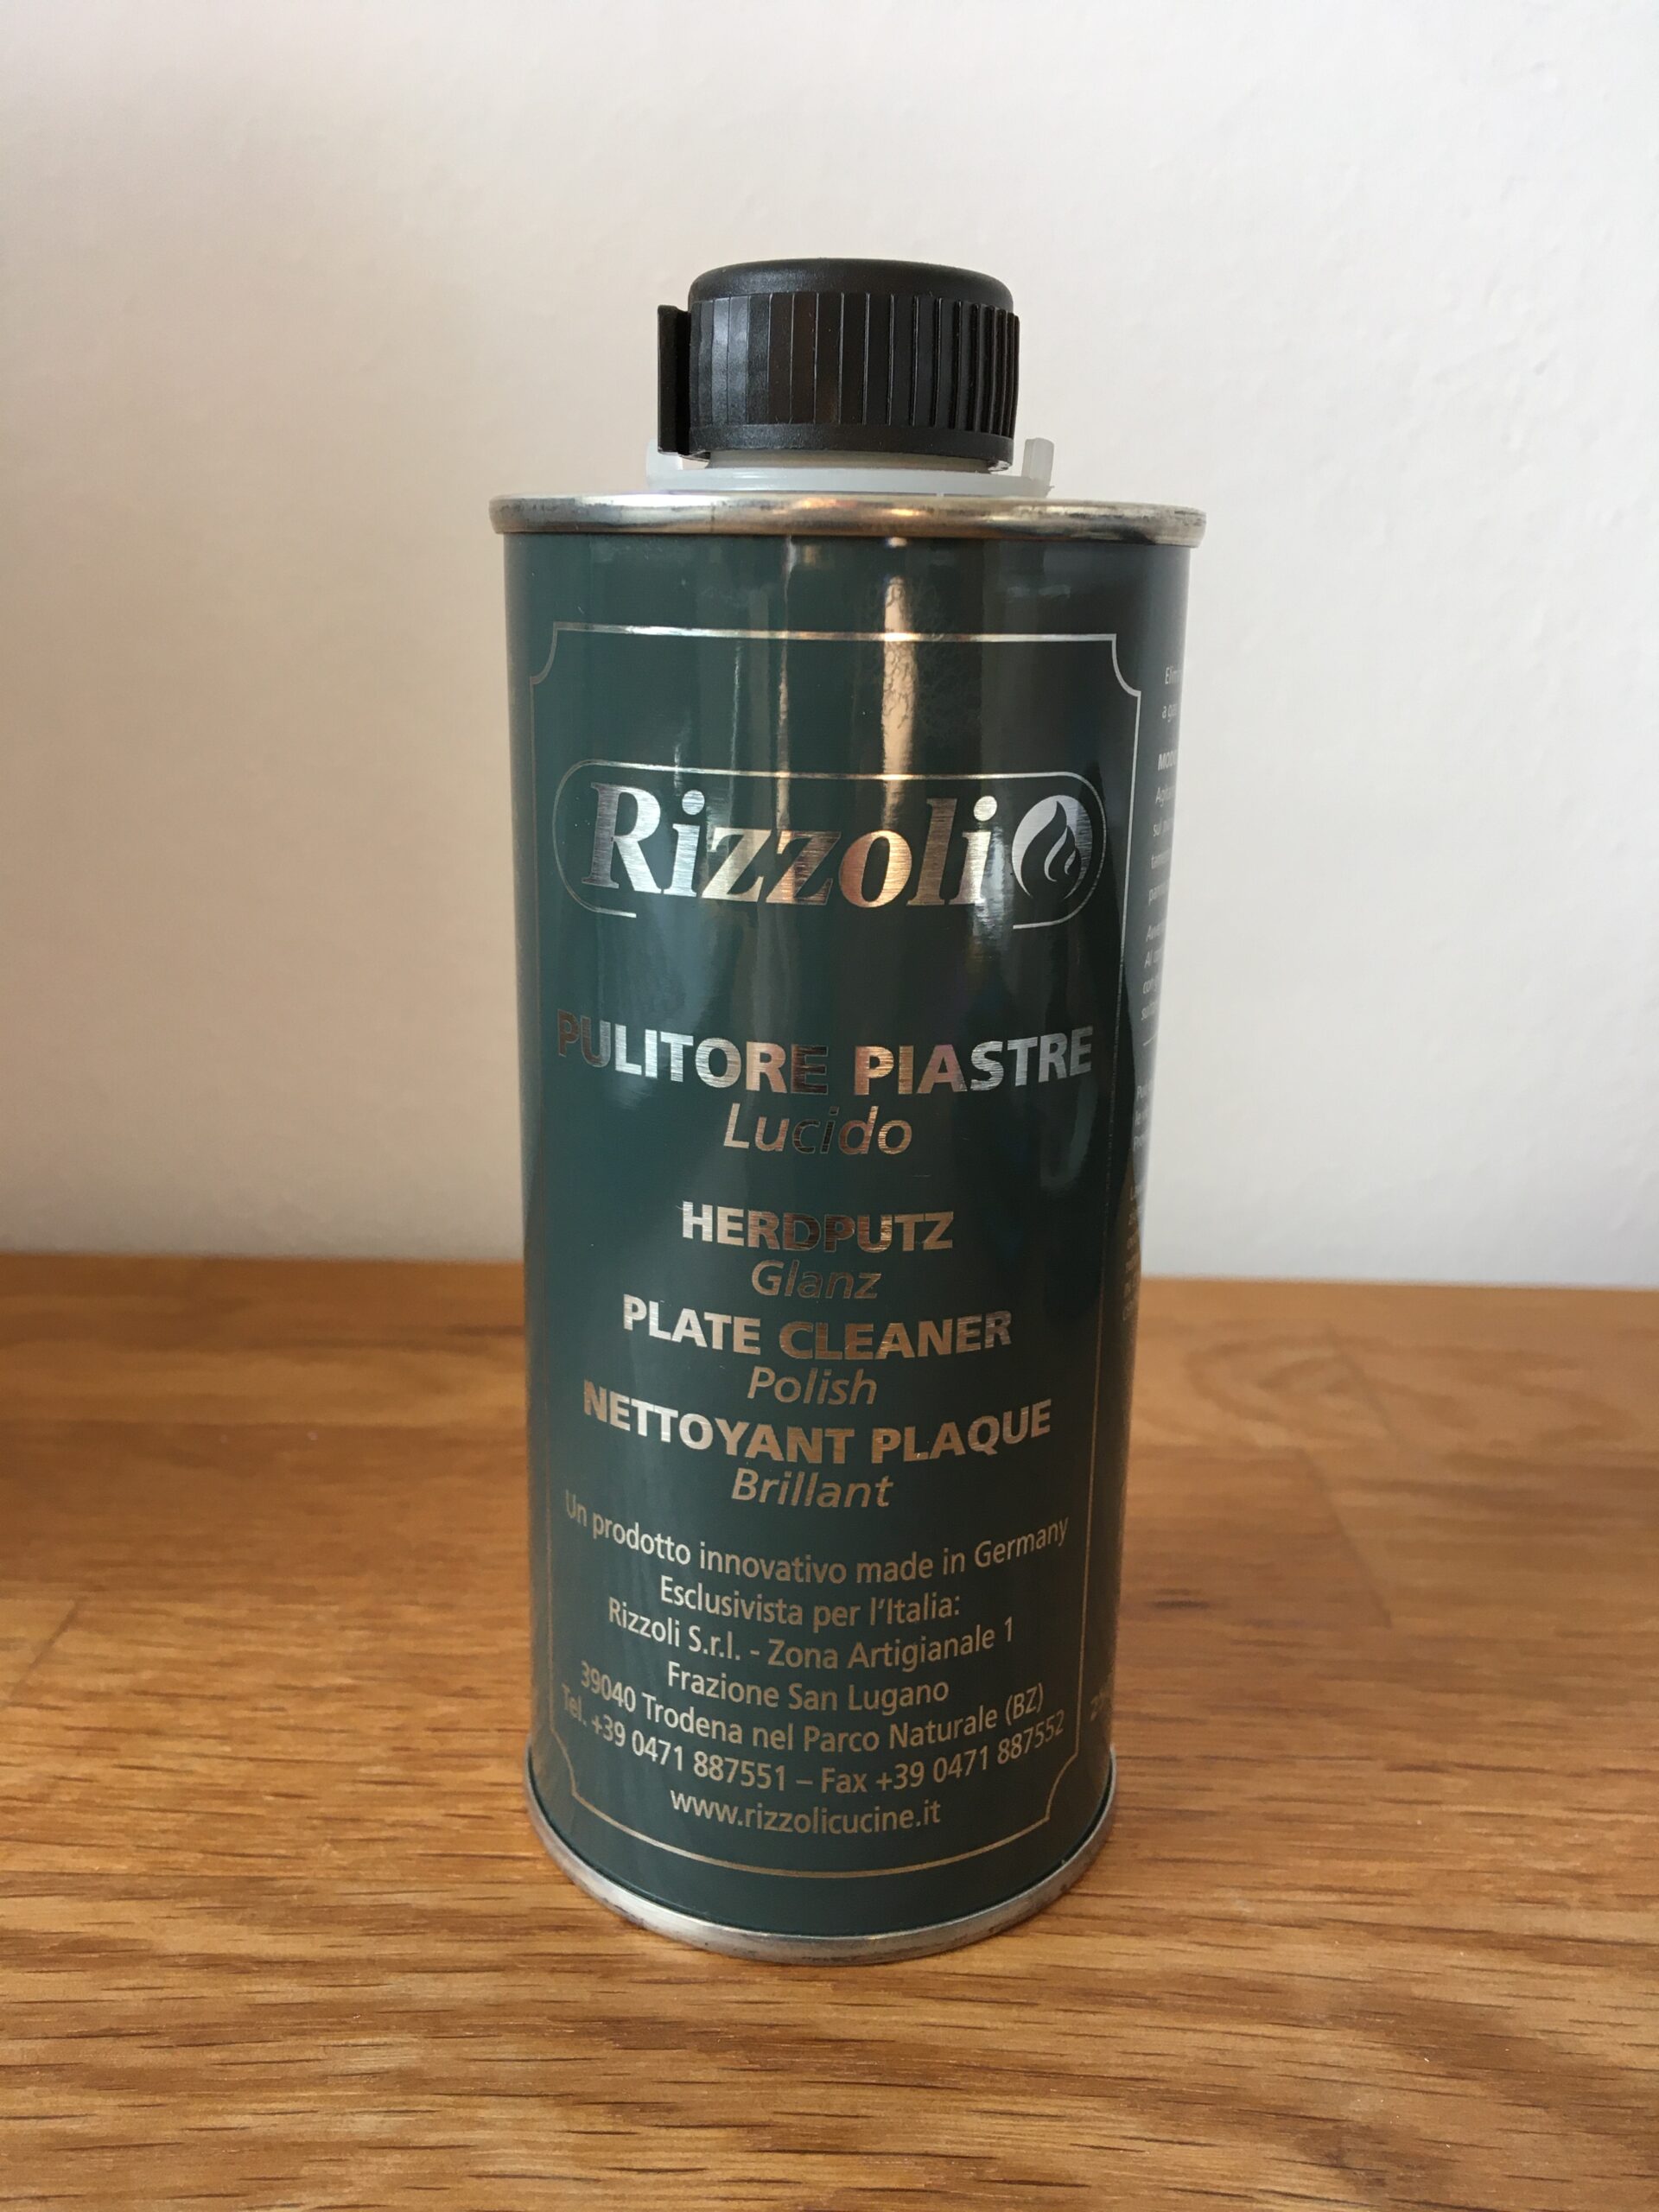 Rizzoli
PULITORE PIASTRE
Lucido
HERDPUTZ
Glanz
PLATE CLEANER
Polish
NETTOYANT PLAQUE
Brillant
Un prodotto innovativo made in Germany
Esclusivista per l'Italia:
Rizzoli S.r.l. - Zona Artigianale 1
Frazione San Lugano
39040 Trodena nel Parco Naturale (BZ)
Tel. +39 0471 887551 – Fax +39 0471 887552
www.rizzolicucine.it